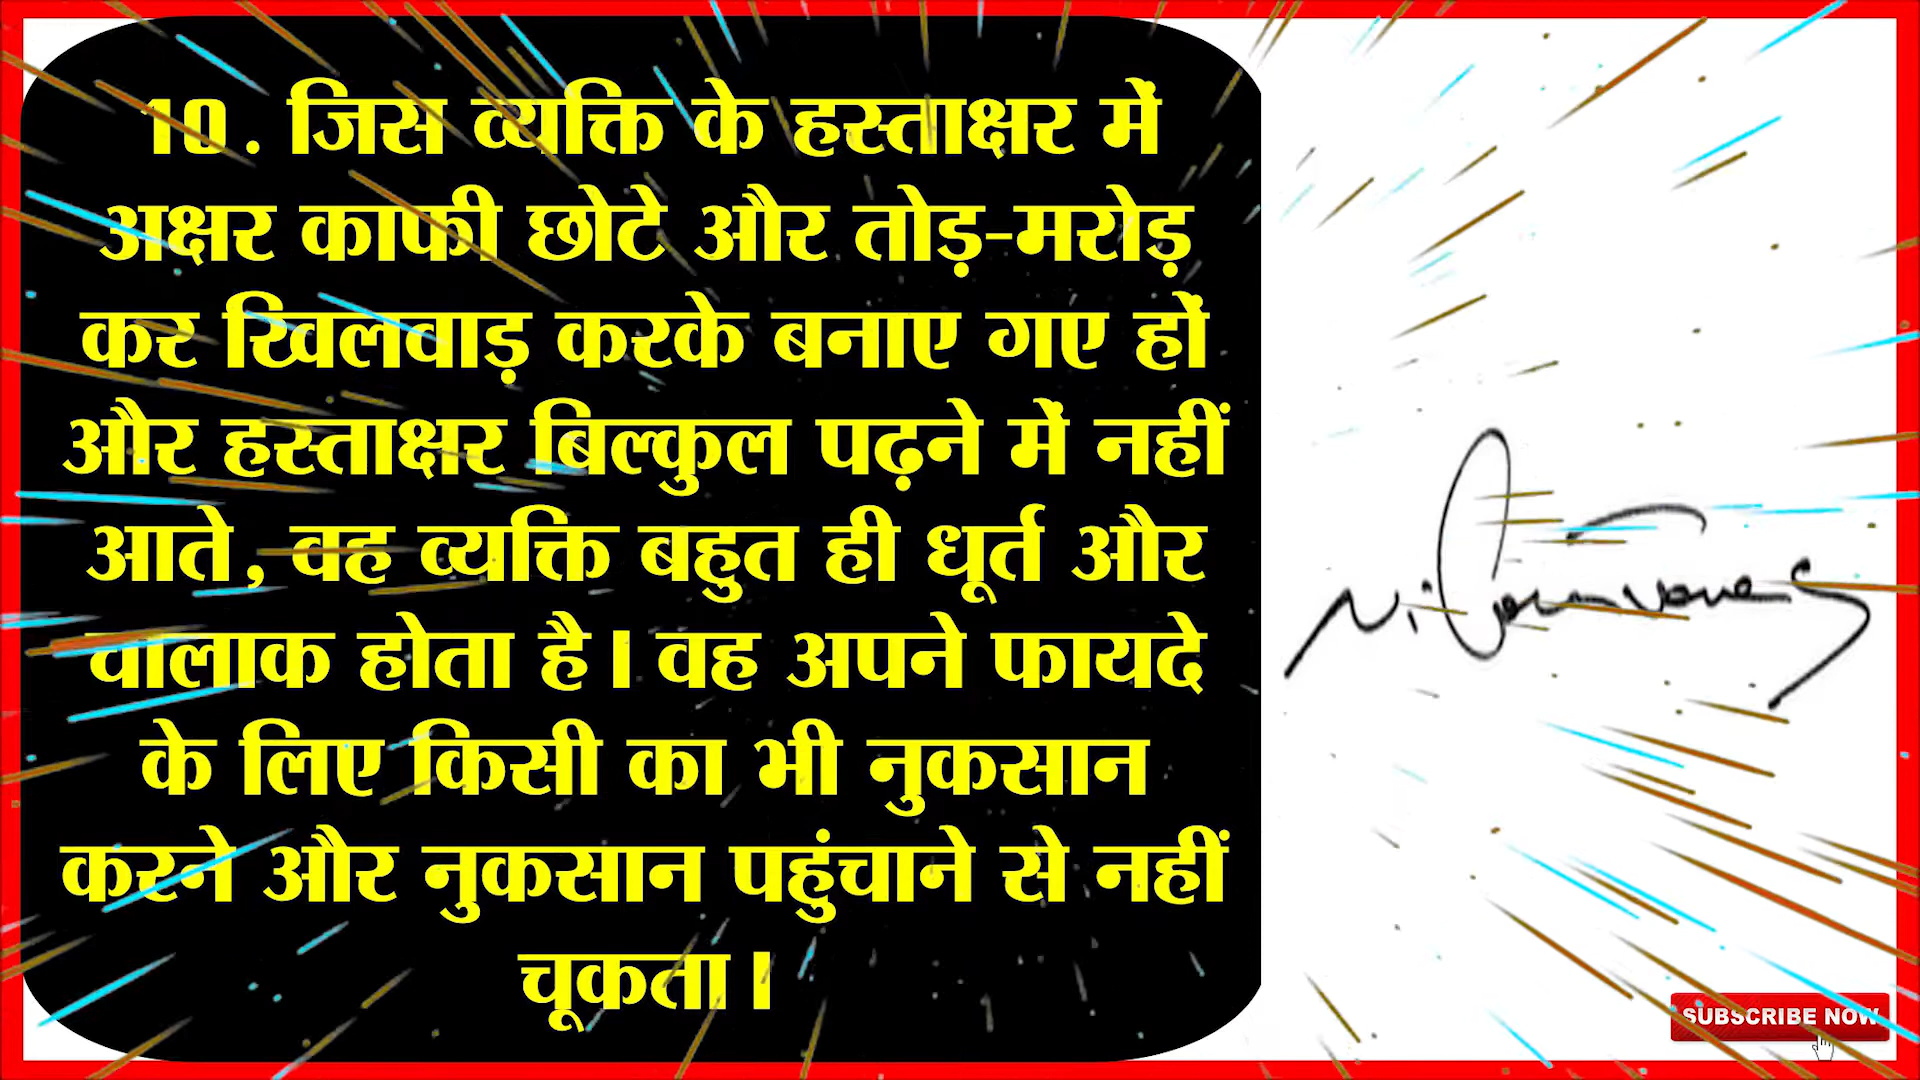 10. जिस व्यक्ति के हस्ताक्षर में
अक्षर काफी छोटे और तोड़-मरोड़
कर खिलवाड़ करके बनाए गए हों
और हस्ताक्षर बिल्कुल पढ़ने में नहीं
आते, वह व्यक्ति बहुत ही धूर्त और
चालाक होता है। वह अपने फायदे
के लिए किसी का भी नुकसान
करने और नुकसान पहुंचाने से नहीं
चूकता।
SUBSCRIBE NOW